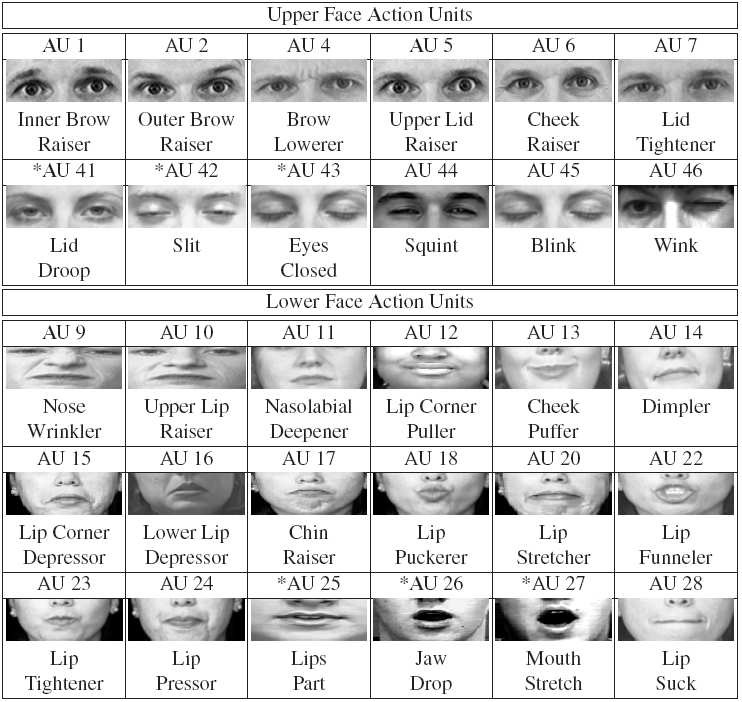 Upper Face Action Units
AU 1 AU 2 AU 4 AU 5 AU 6 AU 7
Inner Brow Outer Brow Brow Upper Lid Cheek Lid
Raiser Raiser Lowerer Raiser Raiser Tightener
*AU 41 *AU 42 *AU 43 AU 44 AU 45 AU 46
Lid Slit Eyes Squint Blink Wink
Droop Closed
Lower Face Action Units
AU 9 AU 10 AU 11 AU 12 AU 13 AU 14
Nose Upper Lip Nasolabial Lip Corner Cheek Dimpler
Wrinkler Raiser Deepener Puller Puffer
AU 15 AU 16 AU 17 AU 18 AU 20 AU 22
Lip Corner Lower Lip Chin Lip Lip Lip
Depressor Depressor Raiser Puckerer Stretcher Funneler
AU 23 AU 24 *AU 25 *AU 26 *AU 27 AU 28
Lip Lip Lips Jaw Mouth Lip
Tightener Pressor Part Drop Stretch Suck